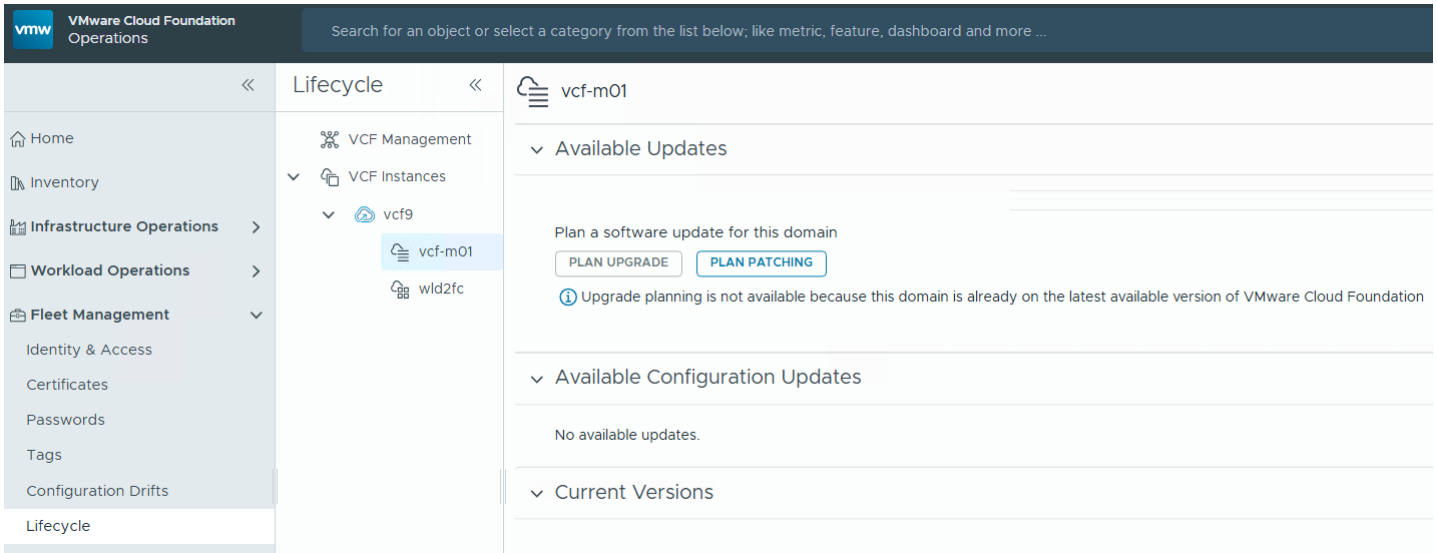 vmw
VMware Cloud Foundation
Operations
Search for an object or select a category from the list below; like metric, feature, dashboard and more ...
Home
Inventory
Infrastructure Operations
Workload Operations
Fleet Management
Identity & Access
Certificates
Passwords
Tags
Configuration Drifts
Lifecycle
Lifecycle
VCF Management
VCF Instances
vcf9
vcf-m01
wld2fc
vcf-m01
Available Updates
Plan a software update for this domain
PLAN UPGRADE
PLAN PATCHING
Upgrade planning is not available because this domain is already on the latest available version of VMware Cloud Foundation
Available Configuration Updates
No available updates.
Current Versions